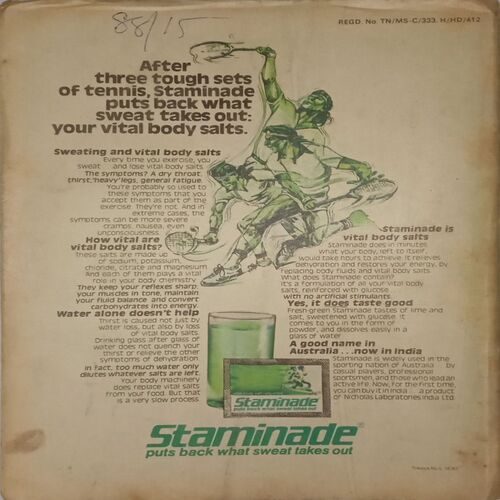 88/15
REGD. No. TN/MS-C/333. H/HD/412
After
three tough sets
of tennis, Staminade
puts back what
sweat takes out:
your vital body salts.
Sweating and vital body salts
Every time you exercise, you
sweat and lose vital body salts.
The symptoms? A dry throat,
thirst, 'heavy' legs, general fatigue.
You're probably so used to
these symptoms that you
accept them as part of the
exercise. They're not. And in
extreme cases, the
symptoms can be more severe
cramps, nausea, even
unconsciousness.
How vital are
vital body salts?
These salts are made up
of sodium, potassium,
chloride, citrate and magnesium
And each of them plays a vital
role in your body chemistry.
They keep your reflexes sharp,
your muscles in tone, maintain
your fluid balance and convert
carbohydrates into energy.
Water alone doesn't help
Thirst is caused not just by
water loss, but also by loss
of vital body salts.
Drinking glass after glass of
water does not quench your
thirst or relieve the other
symptoms of dehydration.
In fact, too much water only
dilutes whatever salts are left.
Your body machinery
does replace vital salts
from your food. But that
is a very slow process.
Staminade is
vital body salts
Staminade does in minutes
what your body, left to itself,
would take hours to achieve. It relieves
dehydration and restores your energy, by
replacing body fluids and vital body salts.
What does Staminade contain?
It's a formulation of all your vital body
salts, reinforced with glucose
with no artificial stimulants.
Yes, it does taste good
Fresh green Staminade tastes of lime and
salt, sweetened with glucose. It
comes to you in the form of
powder, and dissolves easily in a
glass of water.
A good name in
Australia...now in India
Staminade is widely used in the
sporting nation of Australia by
casual players, professional
sportsmen, and those who lead an
active life. Now, for the first time,
you can buy it in India... a product
of Nicholas Laboratories India Ltd.
Staminade
puts back what sweat takes out
Staminade®
puts back what sweat takes out